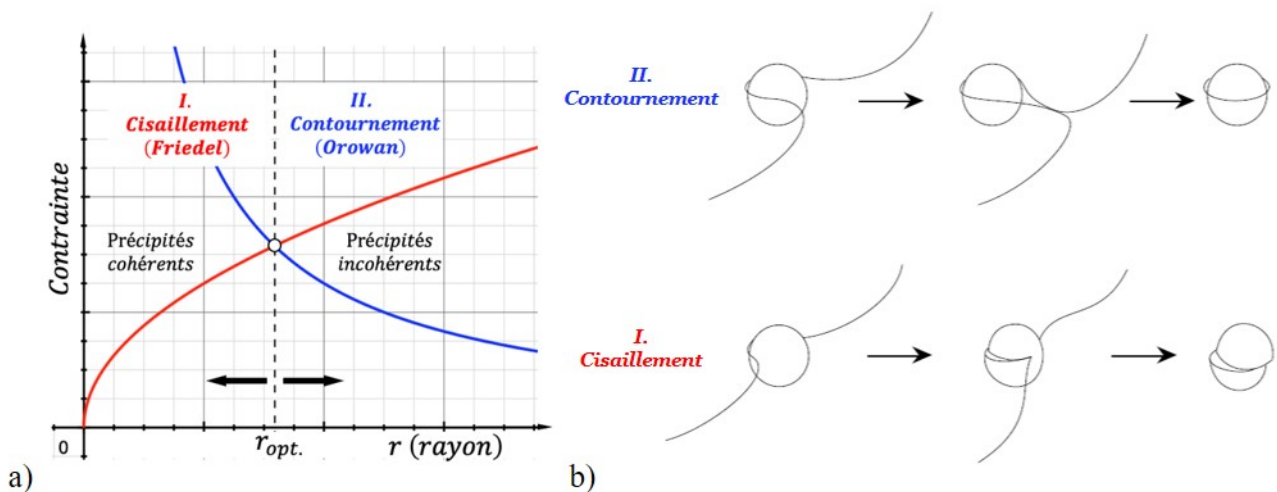 I.
Cisaillement
(Friedel)
II.
Contournement
(Orowan)
Contrainte
Précipités
cohérents
Précipités
incohérents
0
r_opt.
r (rayon)
a)
II.
Contournement
I.
Cisaillement
b)